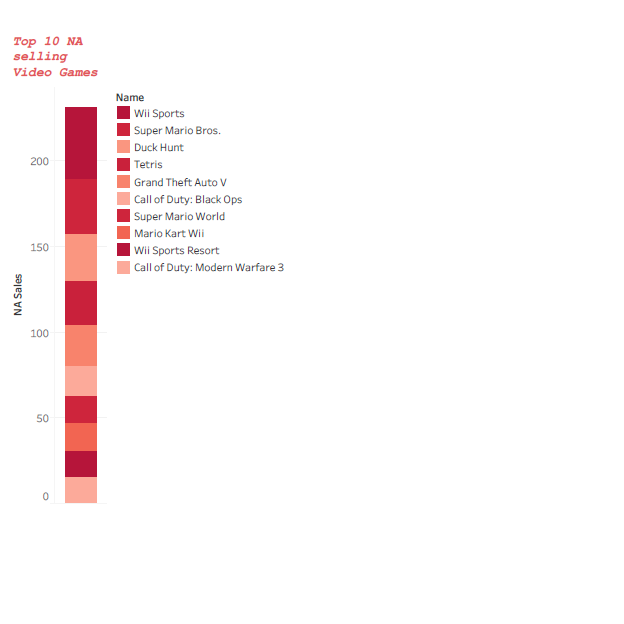 Top 10 NA
selling
Video Games
Name
Wii Sports
Super Mario Bros.
Duck Hunt
Tetris
Grand Theft Auto V
Call of Duty: Black Ops
Super Mario World
Mario Kart Wii
Wii Sports Resort
Call of Duty: Modern Warfare 3
200
150
100
50
0
NA Sales